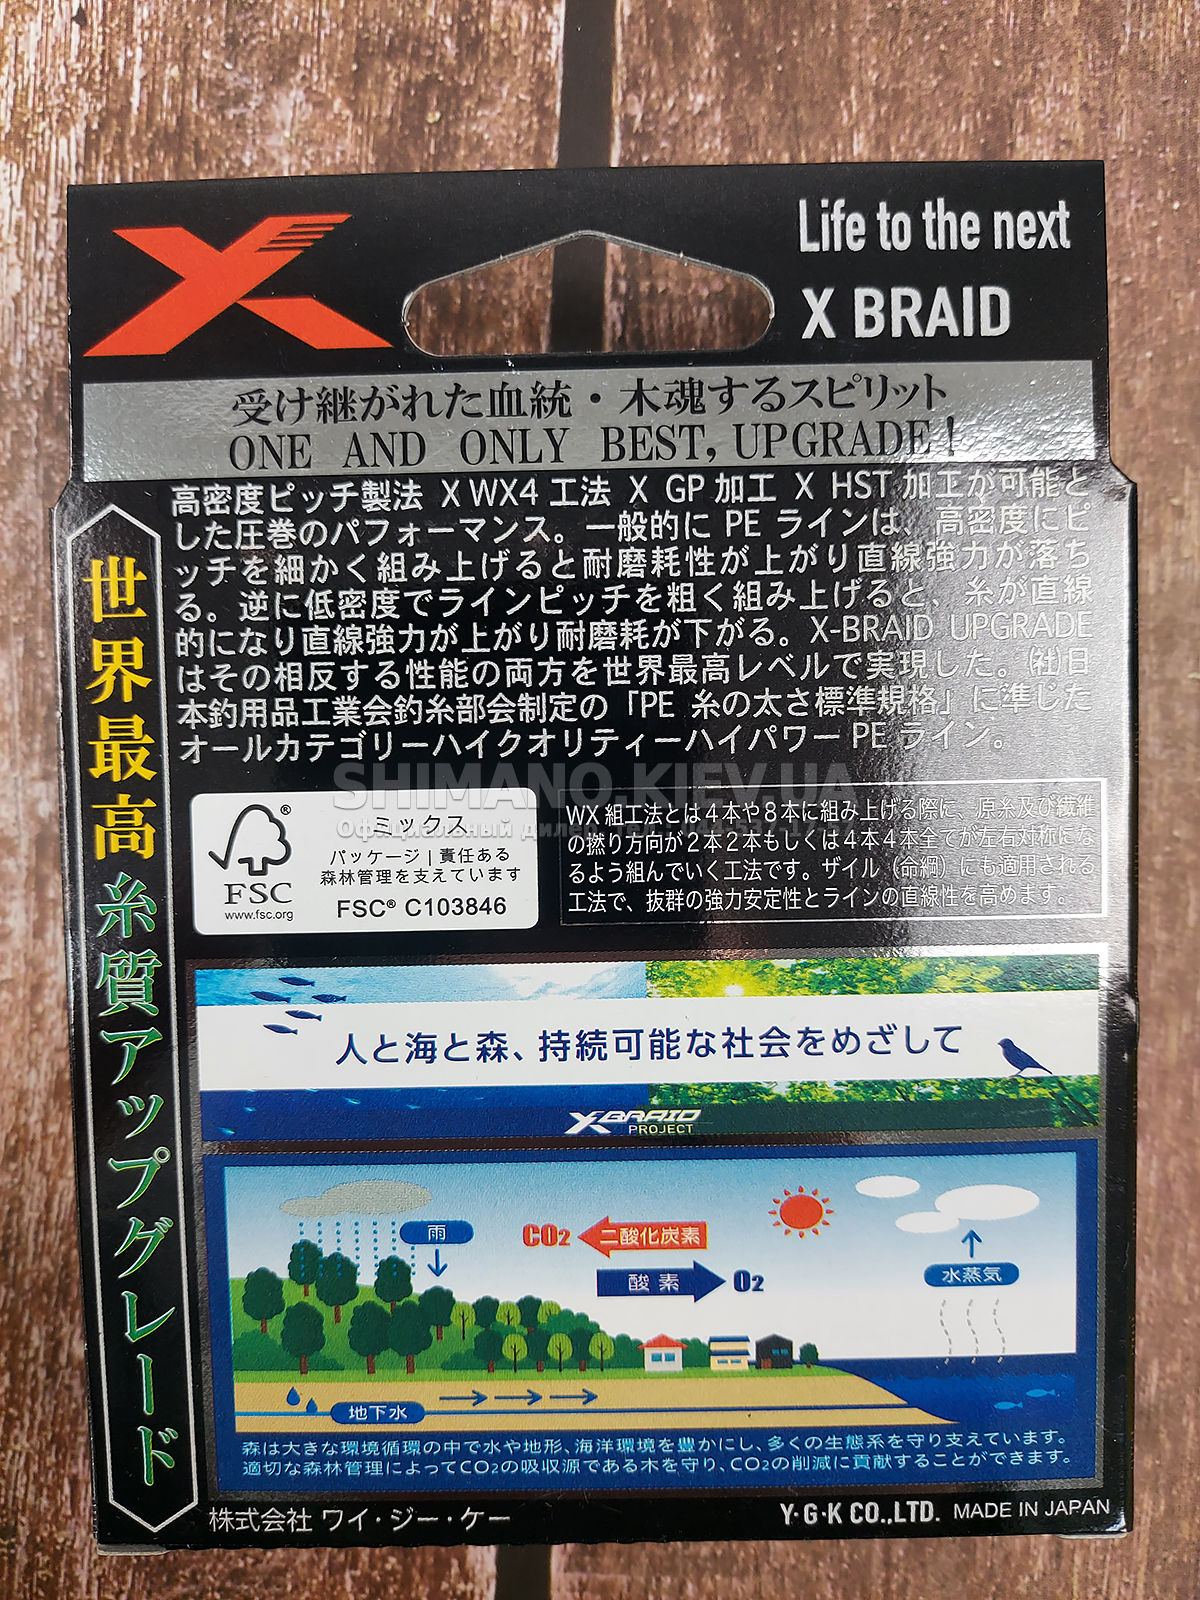 Life to the next
X BRAID
受け継がれた血統・木魂するスピリット
ONE AND ONLY BEST, UPGRADE!
高密度ピッチ製法 X WX4 工法 X GP 加工 X HST 加工が可能と
した圧巻のパフォーマンス。一般的に PE ラインは、高密度にピ
ッチを細かく組み上げると耐磨耗性が上がり直線強力が落ち
る。逆に低密度でラインピッチを粗く組み上げると、糸が直線
的になり直線強力が上がり耐磨耗が下がる。X-BRAID UPGRADE
はその相反する性能の両方を世界最高レベルで実現した。㈳日
本釣用品工業会釣糸部会制定の「PE 糸の太さ標準規格」に準じた
オールカテゴリーハイクオリティーハイパワー PE ライン。
世界最高糸質アップグレード
SHIMANO.KIEV.UA
Официальный дилер
FSC
www.fsc.org
ミックス
パッケージ | 責任ある
森林管理を支えています
FSC® C103846
WX 組工法とは４本や８本に組み上げる際に、原糸及び繊維
の撚り方向が２本２本もしくは４本４本全てが左右対称にな
るよう組んでいく工法です。ザイル（命綱）にも適用される
工法で、抜群の強力安定性とラインの直線性を高めます。
人と海と森、持続可能な社会をめざして
X-BRAID
PROJECT
雨
CO2
二酸化炭素
酸素
O2
水蒸気
地下水
森は大きな環境循環の中で水や地形、海洋環境を豊かにし、多くの生態系を守り支えています。
適切な森林管理によってCO2の吸収源である木を守り、CO2の削減に貢献することができます。
株式会社 ワイ・ジー・ケー
Y・G・K CO.,LTD. MADE IN JAPAN